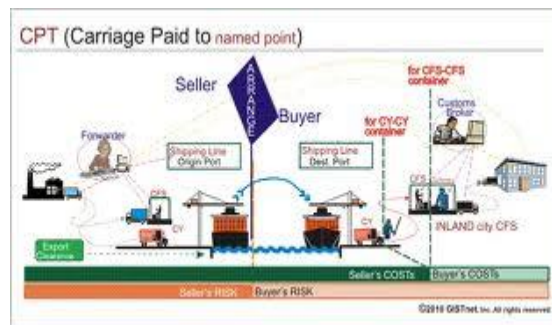 CPT (Carriage Paid to named point)
for CFS-CFS
container
ARRANGE
Seller
Customs
Broker
Buyer
for CY-CY
container
Forwarder
Shipping Line
Origin Port
Shipping Line
Dest. Port
CFS
CFS
CY
CY
INLAND city CFS
Export
Clearance
Seller's COSTs
Buyer's COSTs
Seller's RISK
Buyer's RISK
©2010 GISTnet, Inc. All rights reserved